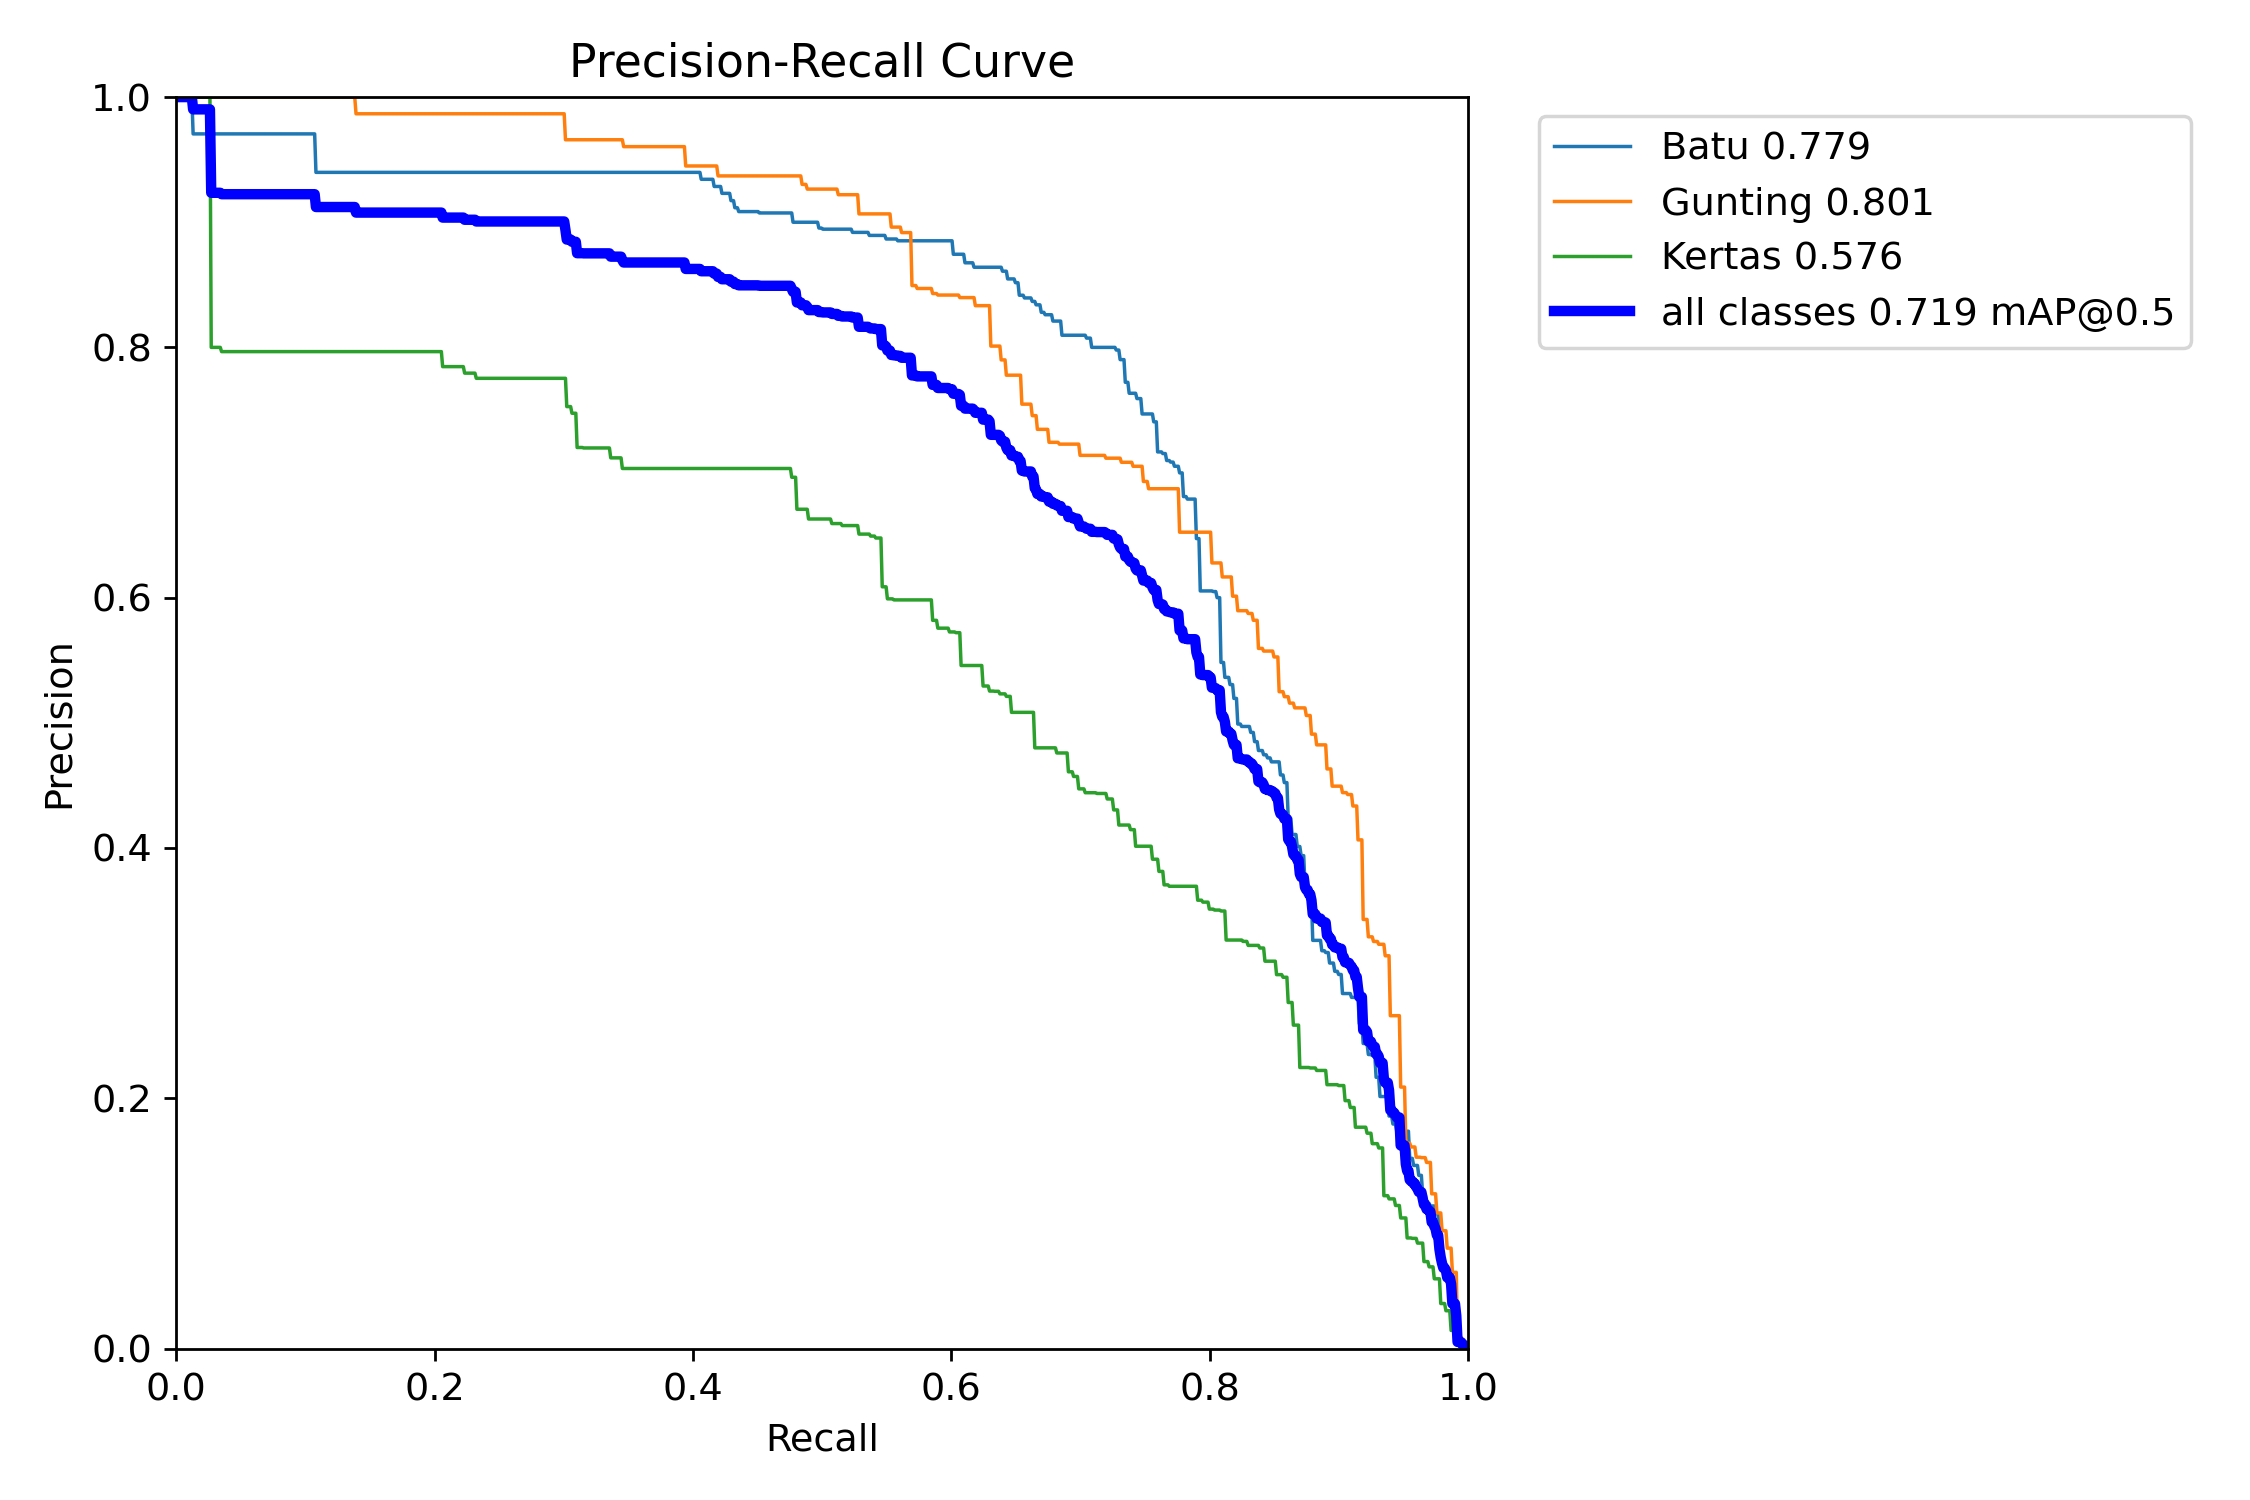 Precision-Recall Curve
1.0
0.8
0.6
0.4
0.2
0.0
Precision
0.0 0.2 0.4 0.6 0.8 1.0
Recall
Batu 0.779
Gunting 0.801
Kertas 0.576
all classes 0.719 mAP@0.5